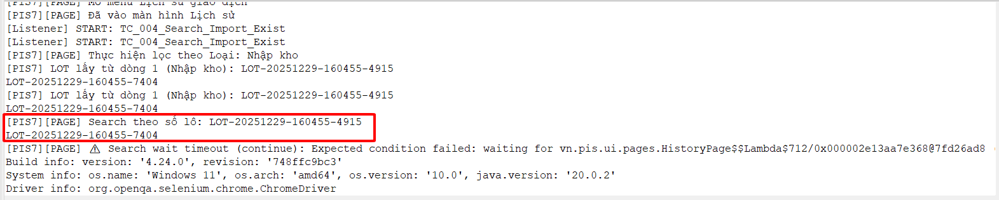 [PIS7][PAGE] Mở menu Lịch sử giao dịch
[PIS7][PAGE] Đã vào màn hình Lịch sử
[Listener] START: TC_004_Search_Import_Exist
[Listener] START: TC_004_Search_Import_Exist
[PIS7][PAGE] Thực hiện lọc theo Loại: Nhập kho
[PIS7] LOT lấy từ dòng 1 (Nhập kho): LOT-20251229-160455-4915
LOT-20251229-160455-7404
[PIS7] LOT lấy từ dòng 1 (Nhập kho): LOT-20251229-160455-4915
LOT-20251229-160455-7404
[PIS7][PAGE] Search theo số lô: LOT-20251229-160455-4915
LOT-20251229-160455-7404
[PIS7][PAGE] ⚠ Search wait timeout (continue): Expected condition failed: waiting for vn.pis.ui.pages.HistoryPage$$Lambda$712/0x000002e13aa7e368@7fd26ad8
Build info: version: '4.24.0', revision: '748ffc9bc3'
System info: os.name: 'Windows 11', os.arch: 'amd64', os.version: '10.0', java.version: '20.0.2'
Driver info: org.openqa.selenium.chrome.ChromeDriver